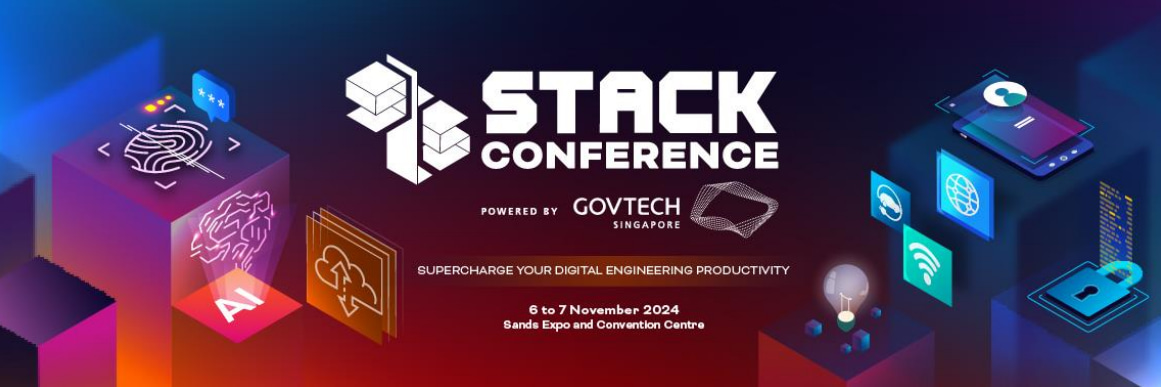 STACK
CONFERENCE
POWERED BY GOVTECH
SINGAPORE
SUPERCHARGE YOUR DIGITAL ENGINEERING PRODUCTIVITY
6 to 7 November 2024
Sands Expo and Convention Centre
***
AI